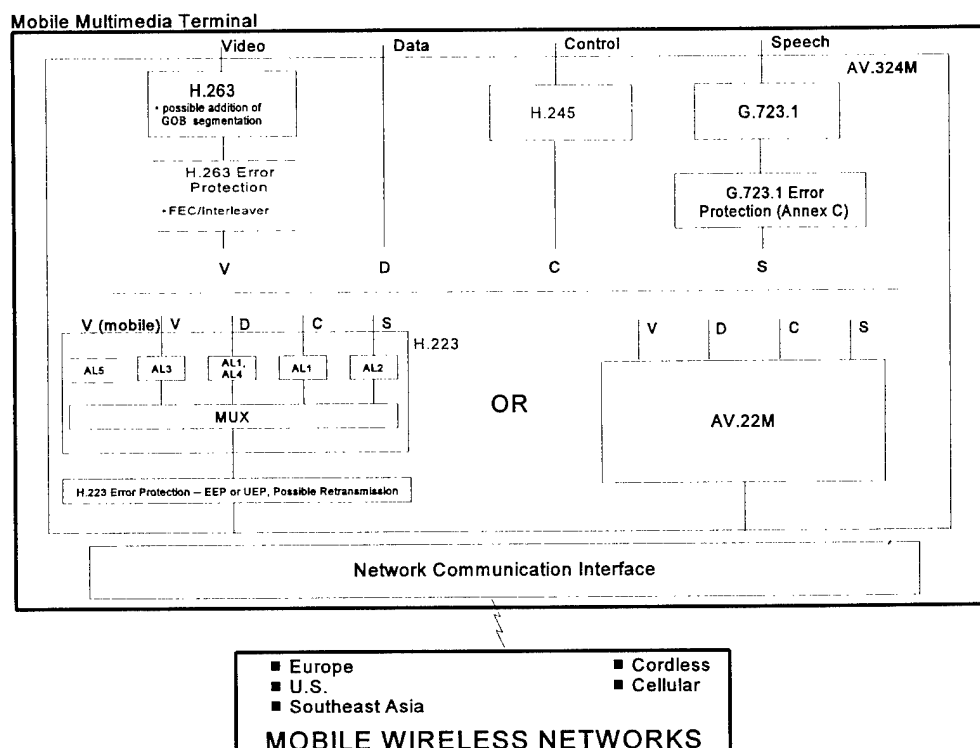 Mobile Multimedia Terminal
Video Data Control Speech
AV.324M
H.263
• possible addition of
GOB segmentation
H.245
G.723.1
H.263 Error
Protection
• FEC/Interleaver
G.723.1 Error
Protection (Annex C)
V D C S
V (mobile) V D C S
H.223
AL5 AL3 AL1, AL4 AL1 AL2
MUX
H.223 Error Protection – EEP or UEP, Possible Retransmission
OR
V D C S
AV.22M
Network Communication Interface
■ Europe
■ U.S.
■ Southeast Asia
■ Cordless
■ Cellular
MOBILE WIRELESS NETWORKS